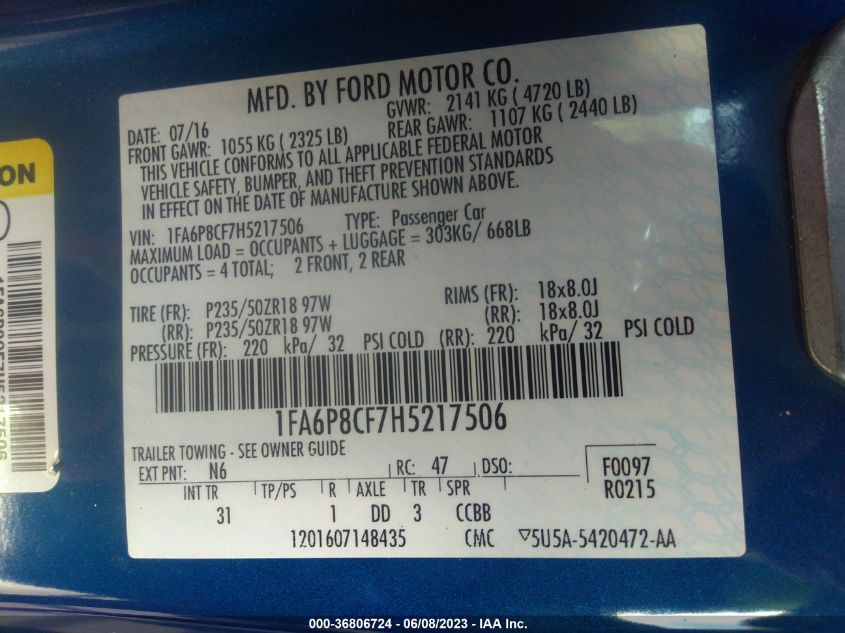 MFD. BY FORD MOTOR CO.
DATE: 07/16 GVWR: 2141 KG ( 4720 LB)
FRONT GAWR: 1055 KG ( 2325 LB) REAR GAWR: 1107 KG ( 2440 LB)
THIS VEHICLE CONFORMS TO ALL APPLICABLE FEDERAL MOTOR
VEHICLE SAFETY, BUMPER, AND THEFT PREVENTION STANDARDS
IN EFFECT ON THE DATE OF MANUFACTURE SHOWN ABOVE.
VIN: 1FA6P8CF7H5217506 TYPE: Passenger Car
MAXIMUM LOAD = OCCUPANTS + LUGGAGE = 303KG/ 668LB
OCCUPANTS = 4 TOTAL; 2 FRONT, 2 REAR
TIRE (FR): P235/50ZR18 97W RIMS (FR): 18x8.0J
(RR): P235/50ZR18 97W (RR): 18x8.0J
PRESSURE (FR): 220 kPa/ 32 PSI COLD (RR): 220 kPa/ 32 PSI COLD
1FA6P8CF7H5217506
TRAILER TOWING - SEE OWNER GUIDE
EXT PNT: N6 RC: 47 DSO: F0097
INT TR TP/PS R AXLE TR SPR R0215
31 1 DD 3 CCBB
1201607148435 CMC ▽5U5A-5420472-AA
ON
1FA6P8CF7H5217506
000-36806724 - 06/08/2023 - IAA Inc.